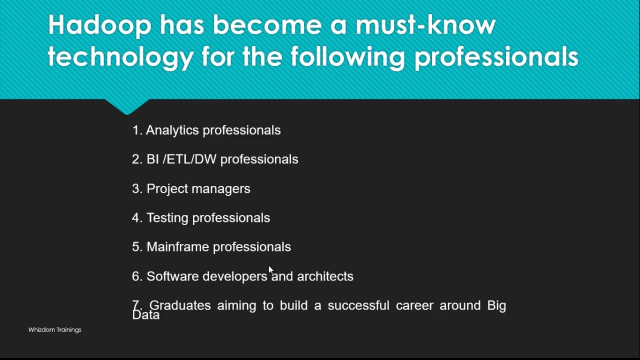 Hadoop has become a must-know
technology for the following professionals
1. Analytics professionals
2. BI /ETL/DW professionals
3. Project managers
4. Testing professionals
5. Mainframe professionals
6. Software developers and architects
7. Graduates aiming to build a successful career around Big
Data
Whizdom Trainings